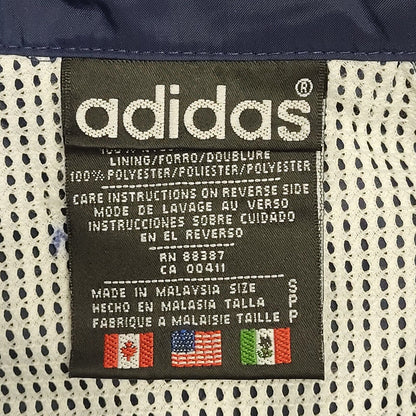 adidas®
LINING/FORRO/DOUBLURE
100% POLYESTER/POLIESTER/POLYESTER
CARE INSTRUCTIONS ON REVERSE SIDE
MODE DE LAVAGE AU VERSO
INSTRUCCIONES SOBRE CUIDADO
EN EL REVERSO
RN 88387
CA 00411
MADE IN MALAYSIA SIZE S
HECHO EN MALASIA TALLA P
FABRIQUE A MALAISIE TAILLE P